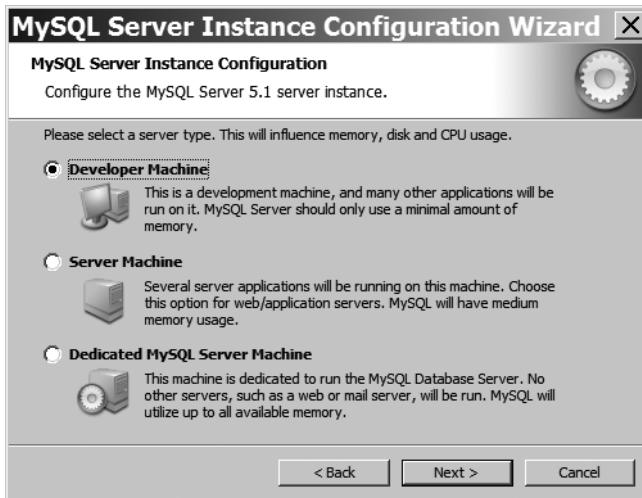 MySQL Server Instance Configuration Wizard
MySQL Server Instance Configuration
Configure the MySQL Server 5.1 server instance.
Please select a server type. This will influence memory, disk and CPU usage.
Developer Machine
This is a development machine, and many other applications will be
run on it. MySQL Server should only use a minimal amount of
memory.
Server Machine
Several server applications will be running on this machine. Choose
this option for web/application servers. MySQL will have medium
memory usage.
Dedicated MySQL Server Machine
This machine is dedicated to run the MySQL Database Server. No
other servers, such as a web or mail server, will be run. MySQL will
utilize up to all available memory.
< Back
Next >
Cancel